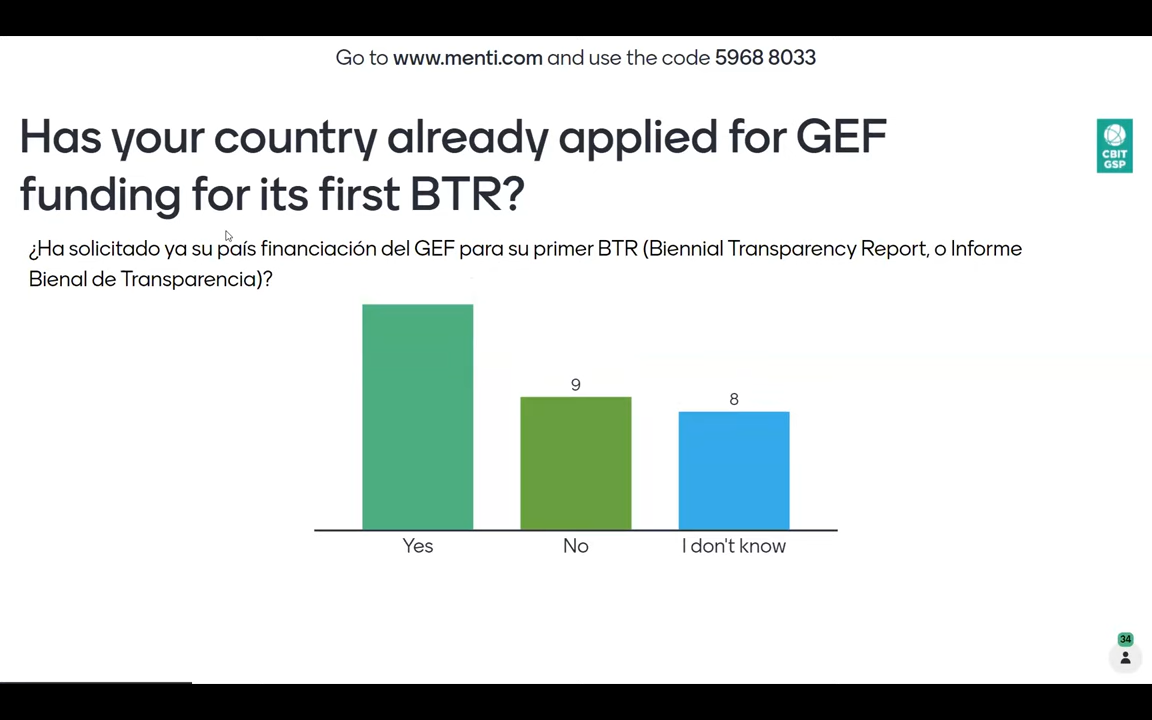 Go to www.menti.com and use the code 5968 8033
Has your country already applied for GEF
funding for its first BTR?
CBIT
GSP
¿Ha solicitado ya su país financiación del GEF para su primer BTR (Biennial Transparency Report, o Informe
Bienal de Transparencia)?
9
8
Yes
No
I don't know
34